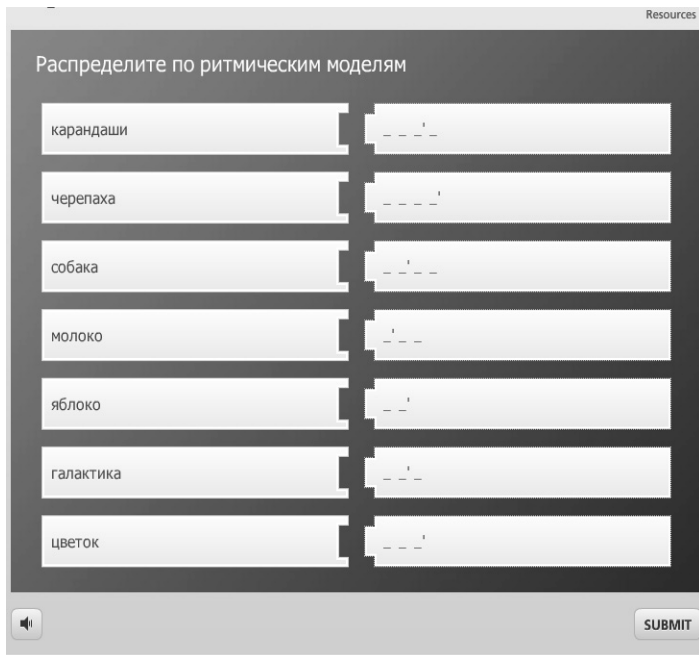 Resources
Распределите по ритмическим моделям
карандаши _ _ _'_
черепаха _ _ _ _'
собака _ _'_ _
молоко _'_ _
яблоко _ _'
галактика _ _'_
цветок _ _ _'
SUBMIT